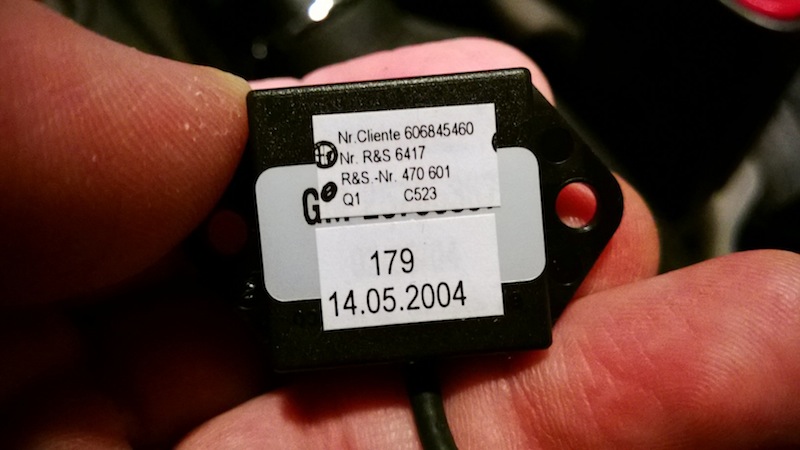 Nr.Cliente 606845460
Nr. R&S 6417
R&S.-Nr. 470 601
Q1 C523
179
14.05.2004